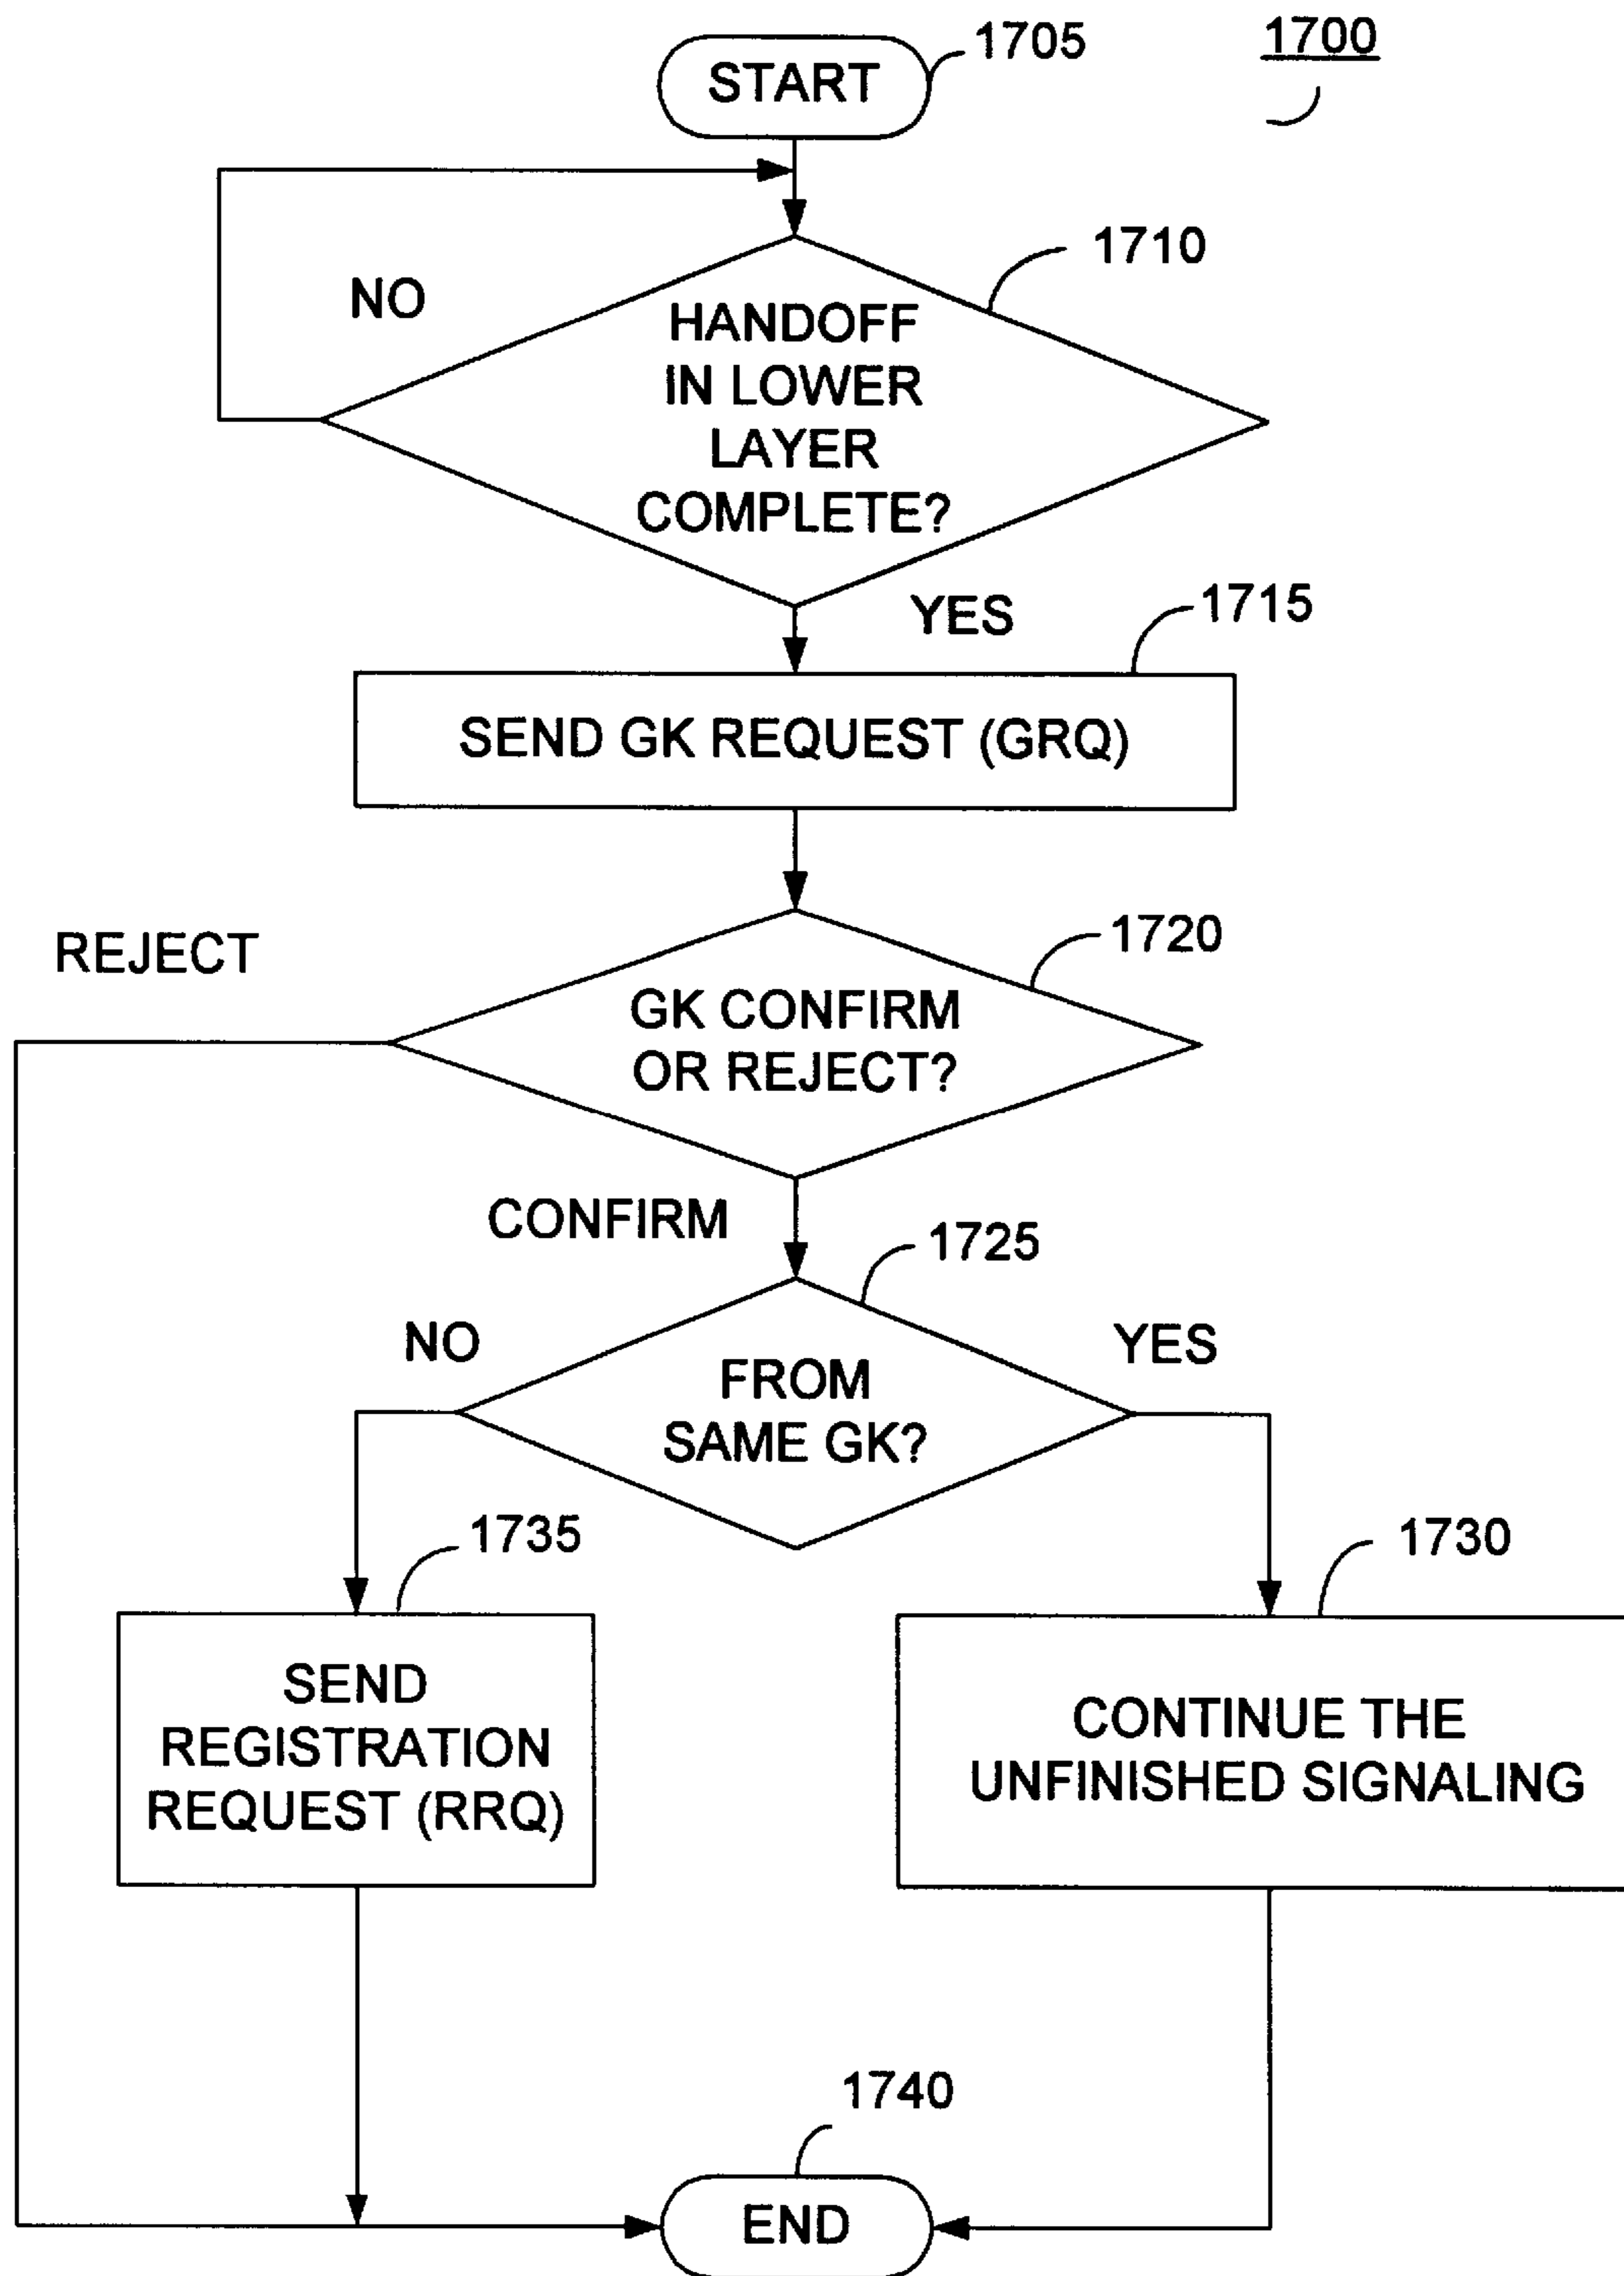 1700
START
1705
1710
NO
HANDOFF
IN LOWER
LAYER
COMPLETE?
YES
1715
SEND GK REQUEST (GRQ)
REJECT
1720
GK CONFIRM
OR REJECT?
CONFIRM
1725
NO
YES
FROM
SAME GK?
1735
1730
SEND
REGISTRATION
REQUEST (RRQ)
CONTINUE THE
UNFINISHED SIGNALING
1740
END